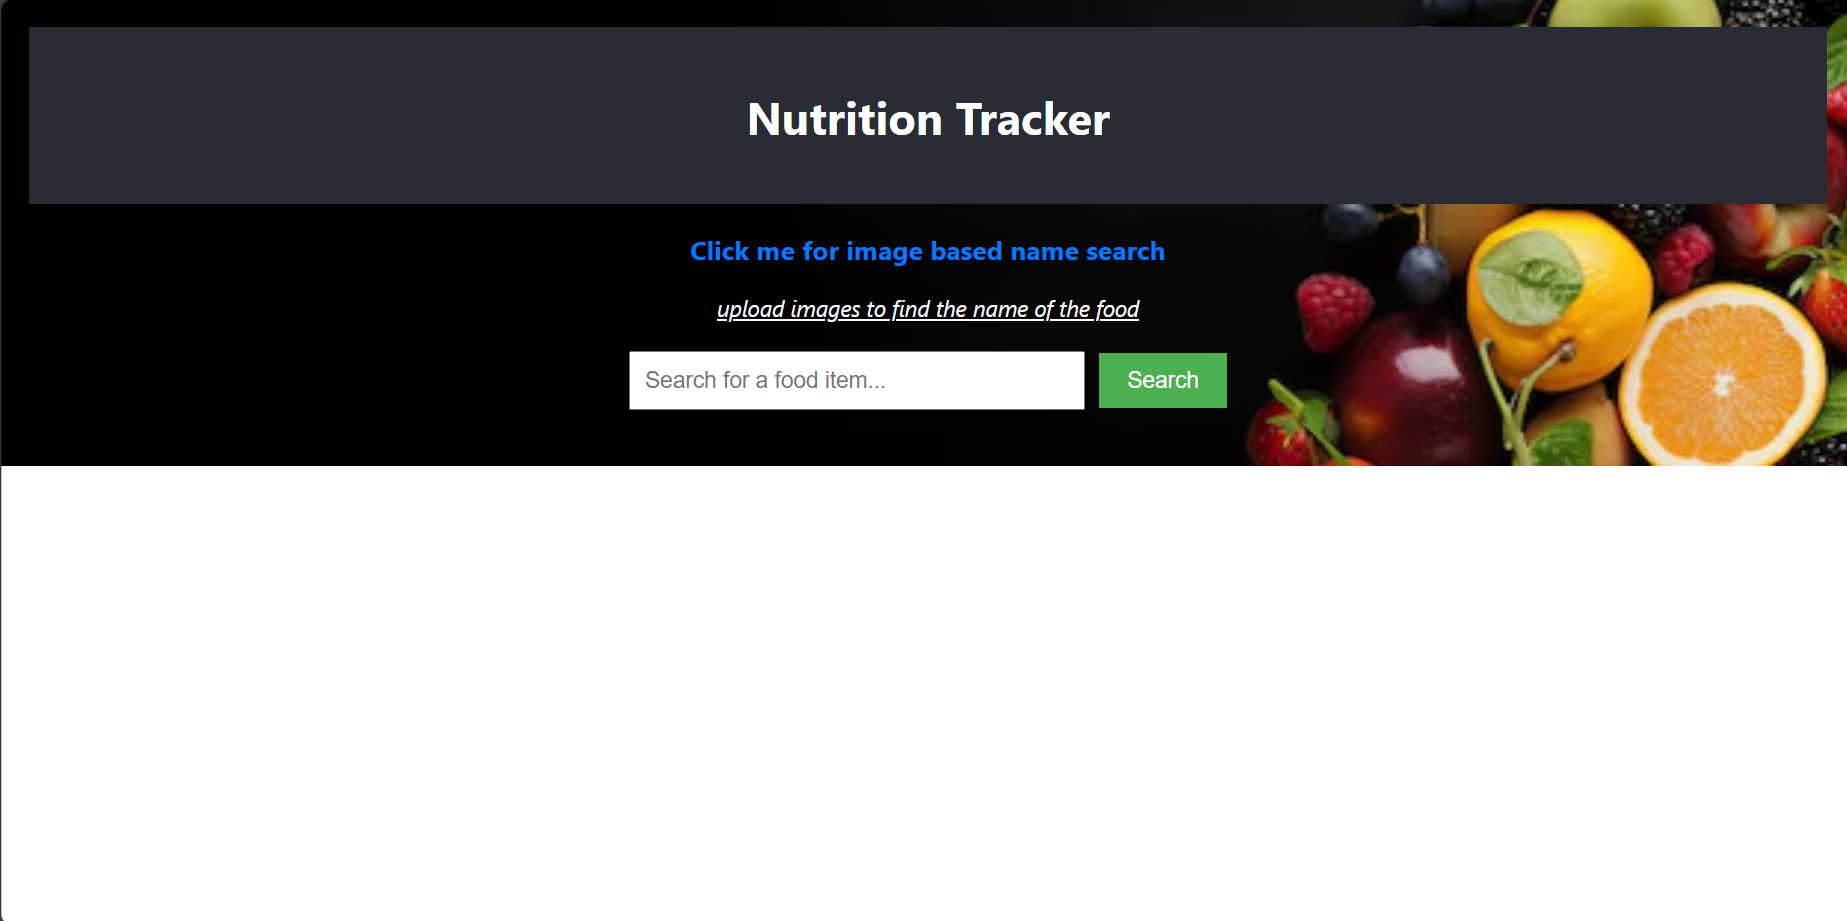 Nutrition Tracker
Click me for image based name search
upload images to find the name of the food
Search for a food item...
Search